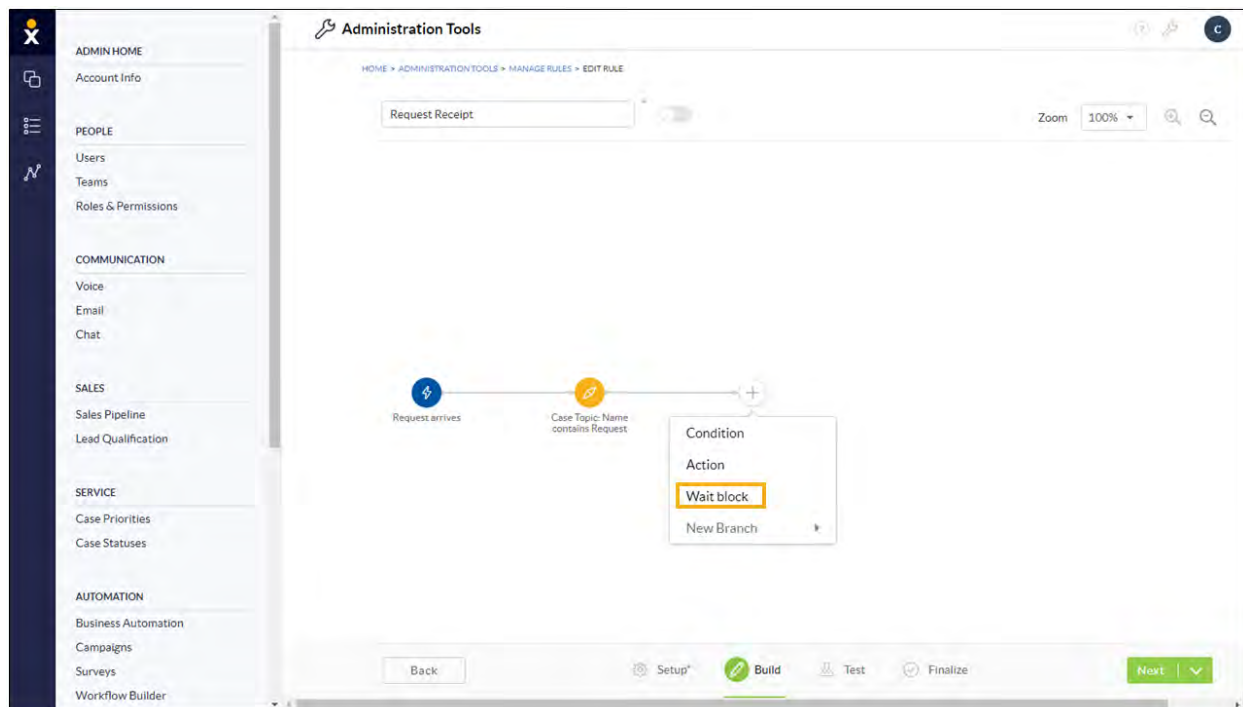 Administration Tools
C
ADMIN HOME
Account Info
PEOPLE
Users
Teams
Roles & Permissions
COMMUNICATION
Voice
Email
Chat
SALES
Sales Pipeline
Lead Qualification
SERVICE
Case Priorities
Case Statuses
AUTOMATION
Business Automation
Campaigns
Surveys
Workflow Builder
HOME > ADMINISTRATION TOOLS > MANAGE RULES > EDIT RULE
Request Receipt *
Zoom 100%
Request arrives
Case Topic: Name
contains Request
Condition
Action
Wait block
New Branch
Back
Setup*
Build
Test
Finalize
Next